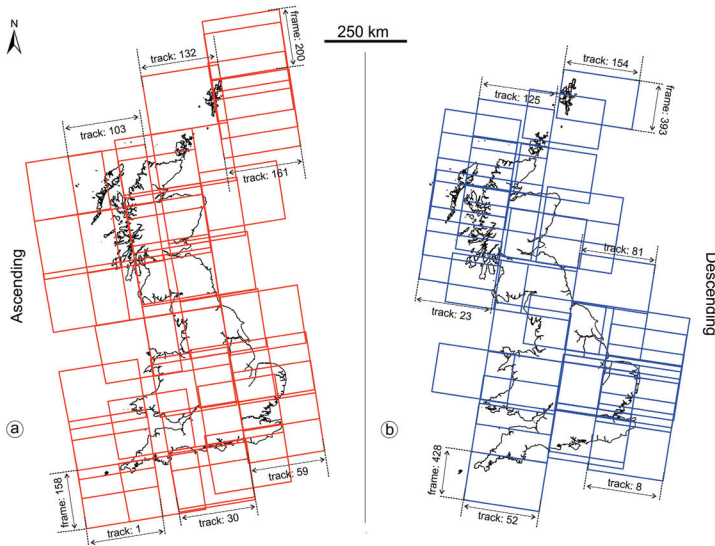 N
250 km
track: 132
frame: 200
track: 103
track: 161
Ascending
a
frame: 158
track: 1
track: 30
track: 59
track: 154
track: 125
frame: 393
track: 81
Descending
track: 23
b
frame: 428
track: 52
track: 8